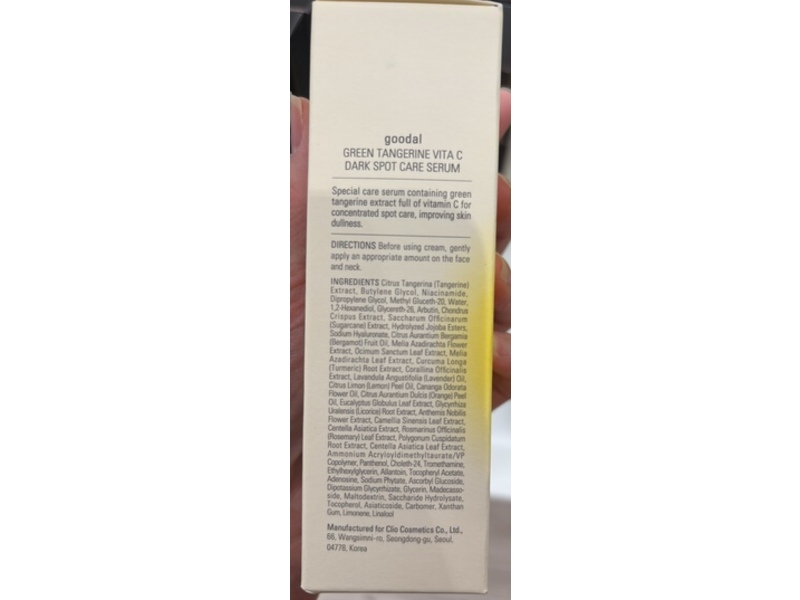 goodal
GREEN TANGERINE VITA C
DARK SPOT CARE SERUM
Special care serum containing green
tangerine extract full of vitamin C for
concentrated spot care, improving skin
dullness.
DIRECTIONS Before using cream, gently
apply an appropriate amount on the face
and neck.
INGREDIENTS Citrus Tangerina (Tangerine)
Extract, Butylene Glycol, Niacinamide,
Dipropylene Glycol, Methyl Gluceth-20, Water,
1,2-Hexanediol, Glycereth-26, Arbutin, Chondrus
Crispus Extract, Saccharum Officinarum
(Sugarcane) Extract, Hydrolyzed Jojoba Esters,
Sodium Hyaluronate, Citrus Aurantium Bergamia
(Bergamot) Fruit Oil, Melia Azadirachta Flower
Extract, Ocimum Sanctum Leaf Extract, Melia
Azadirachta Leaf Extract, Curcuma Longa
(Turmeric) Root Extract, Corallina Officinalis
Extract, Lavandula Angustifolia (Lavender) Oil,
Citrus Limon (Lemon) Peel Oil, Cananga Odorata
Flower Oil, Citrus Aurantium Dulcis (Orange) Peel
Oil, Eucalyptus Globulus Leaf Extract, Glycyrrhiza
Uralensis (Licorice) Root Extract, Anthemis Nobilis
Flower Extract, Camellia Sinensis Leaf Extract,
Centella Asiatica Extract, Rosmarinus Officinalis
(Rosemary) Leaf Extract, Polygonum Cuspidatum
Root Extract, Centella Asiatica Leaf Extract,
Ammonium Acryloyldimethyltaurate/VP
Copolymer, Panthenol, Choleth-24, Tromethamine,
Ethylhexylglycerin, Allantoin, Tocopheryl Acetate,
Adenosine, Sodium Phytate, Ascorbyl Glucoside,
Dipotassium Glycyrrhizate, Glycerin, Madecasso-
side, Maltodextrin, Saccharide Hydrolysate,
Tocopherol, Asiaticoside, Carbomer, Xanthan
Gum, Limonene, Linalool
Manufactured for Clio Cosmetics Co., Ltd.,
66, Wangsimni-ro, Seongdong-gu, Seoul,
04778, Korea